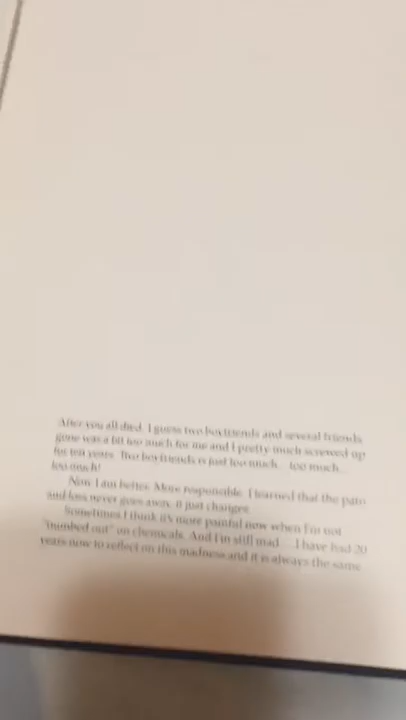 After you all died, I guess two boyfriends and several friends
gone was a bit too much for me and I pretty much screwed up
for ten years. Two boyfriends is just too much... too much...
too much!
Now I am better. More responsible. I learned that the pain
and loss never goes away, it just changes.
Sometimes I think it's more painful now when I'm not
"numbed out" on chemicals. And I'm still mad... I have had 20
years now to reflect on this madness and it is always the same